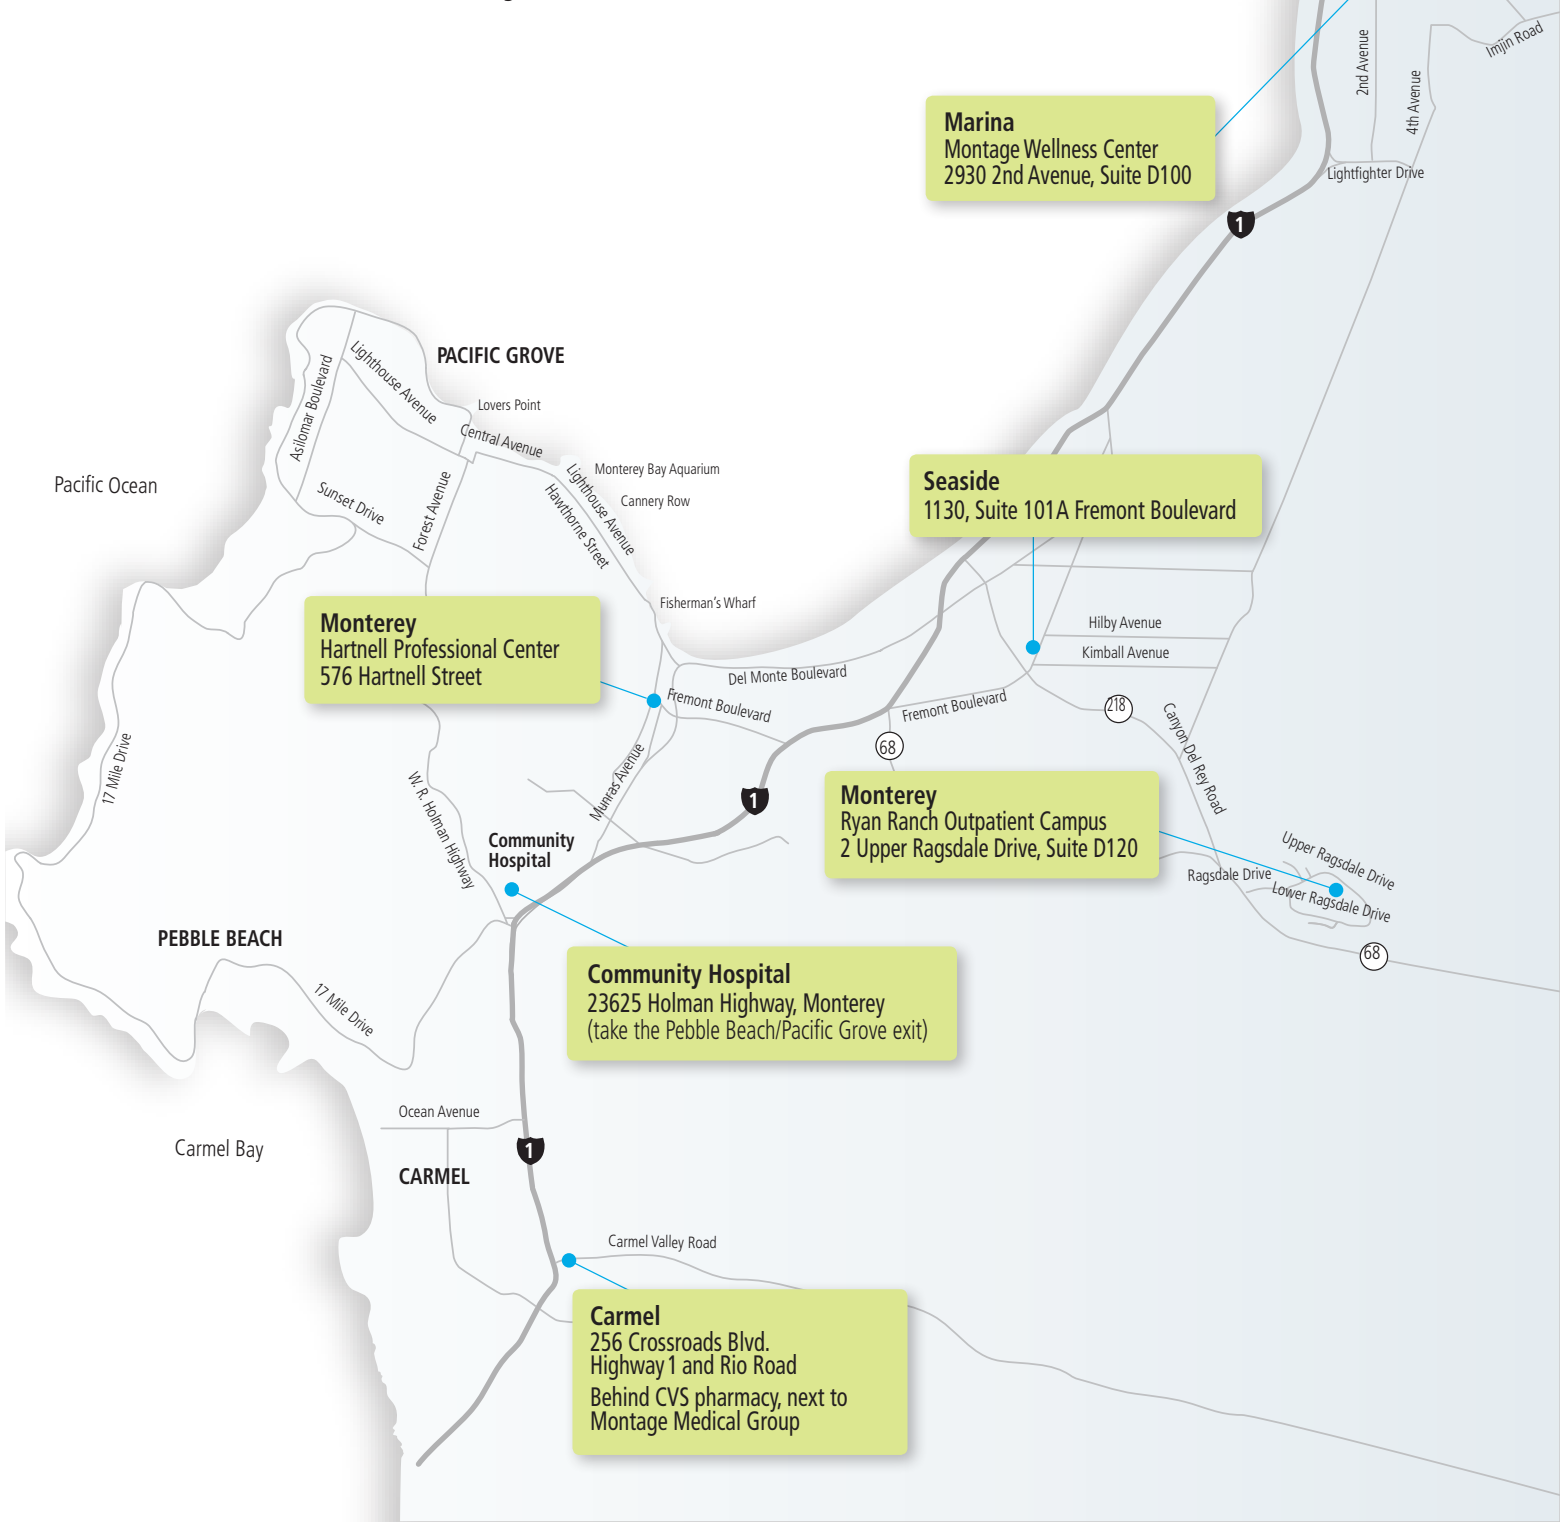 Imjin Road
2nd Avenue
4th Avenue
Marina
Montage Wellness Center
2930 2nd Avenue, Suite D100
Lightfighter Drive
1
PACIFIC GROVE
Lighthouse Avenue
Asilomar Boulevard
Lovers Point
Central Avenue
Monterey Bay Aquarium
Lighthouse Avenue
Cannery Row
Hawthorne Street
Pacific Ocean
Sunset Drive
Forest Avenue
Seaside
1130, Suite 101A Fremont Boulevard
Fisherman's Wharf
Monterey
Hartnell Professional Center
576 Hartnell Street
Hilby Avenue
Kimball Avenue
Del Monte Boulevard
Fremont Boulevard
Fremont Boulevard
218
68
Canyon Del Rey Road
17 Mile Drive
Munras Avenue
W. R. Holman Highway
1
Monterey
Ryan Ranch Outpatient Campus
2 Upper Ragsdale Drive, Suite D120
Community
Hospital
Upper Ragsdale Drive
Ragsdale Drive
Lower Ragsdale Drive
68
PEBBLE BEACH
17 Mile Drive
Community Hospital
23625 Holman Highway, Monterey
(take the Pebble Beach/Pacific Grove exit)
Ocean Avenue
Carmel Bay
1
CARMEL
Carmel Valley Road
Carmel
256 Crossroads Blvd.
Highway 1 and Rio Road
Behind CVS pharmacy, next to
Montage Medical Group